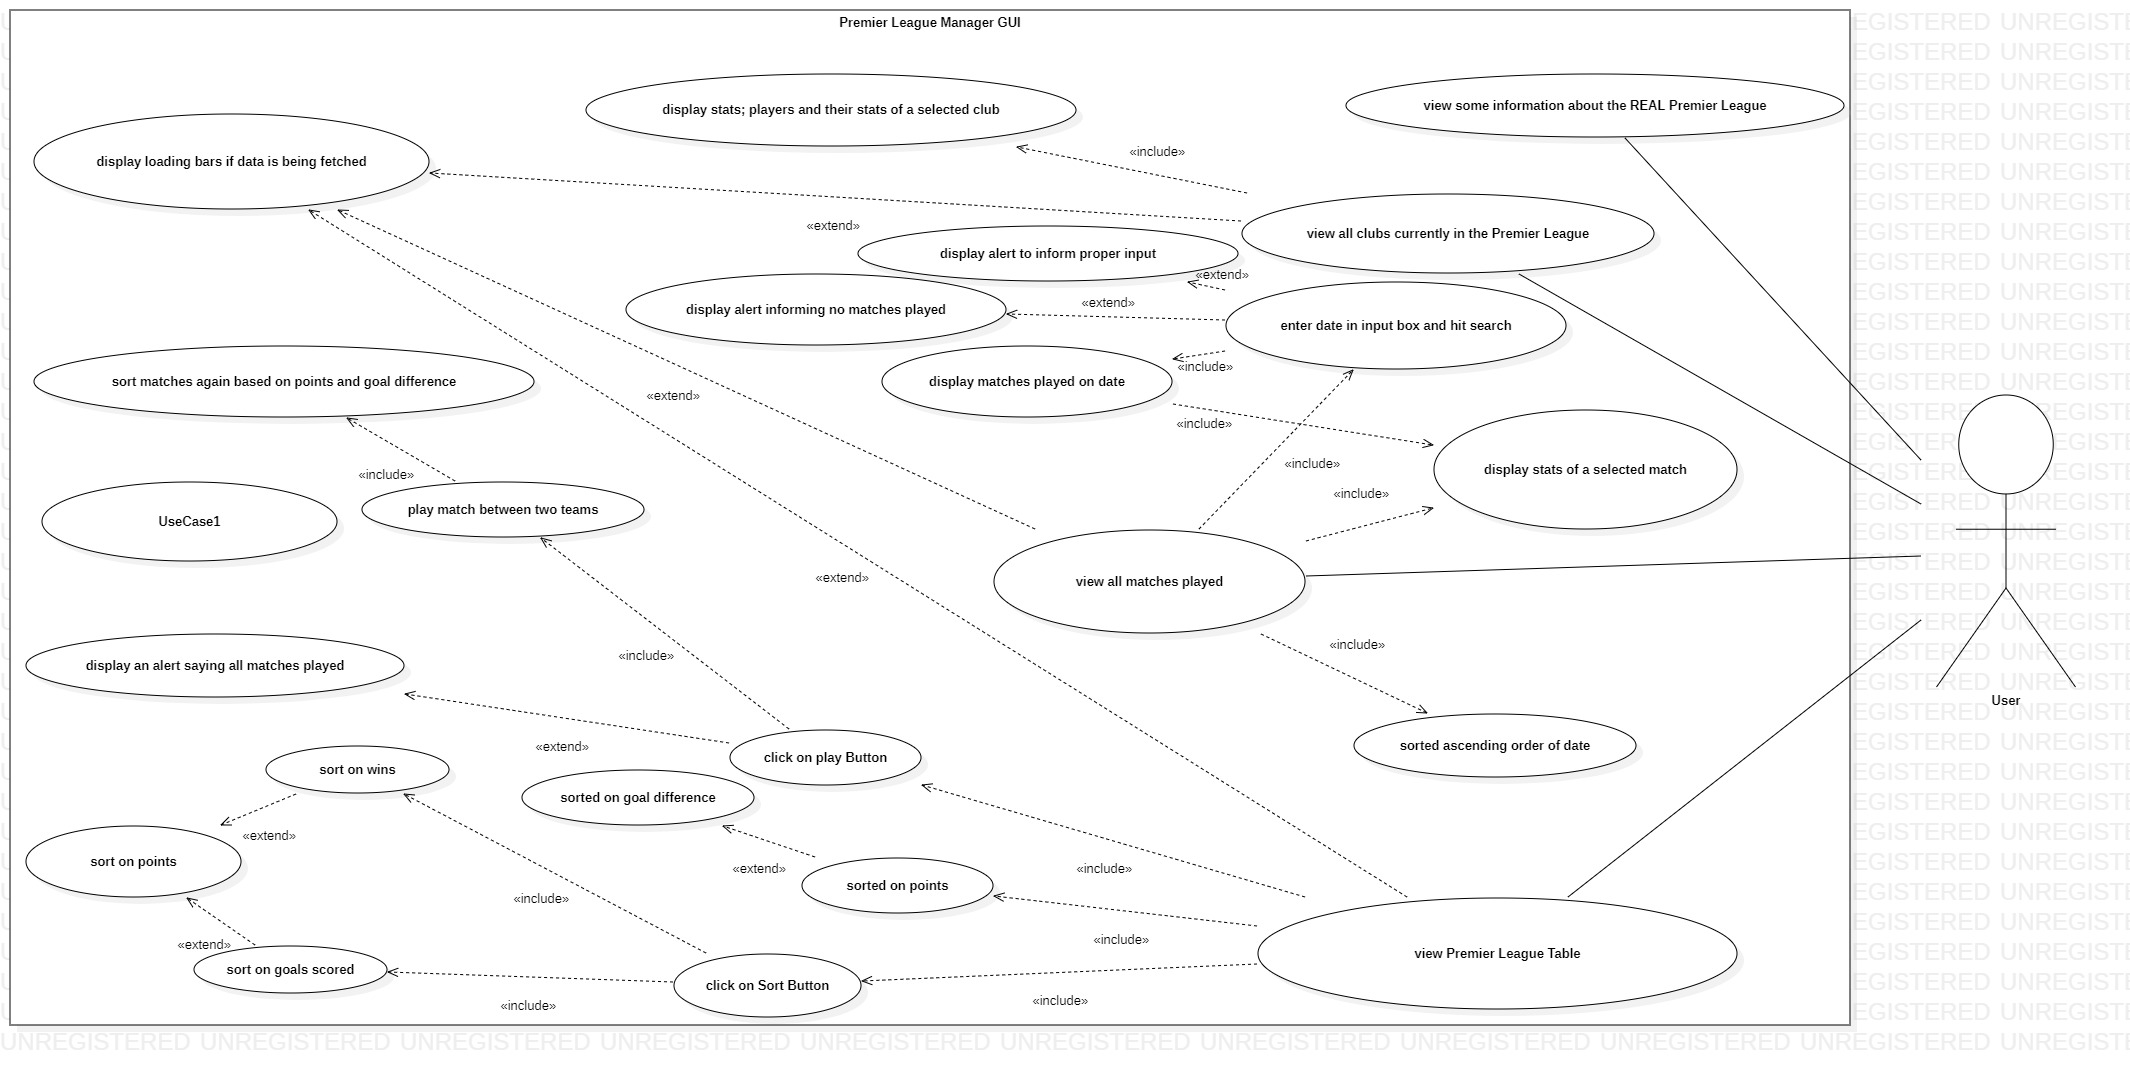 Premier League Manager GUI
display stats; players and their stats of a selected club
view some information about the REAL Premier League
display loading bars if data is being fetched
«include»
«extend»
view all clubs currently in the Premier League
display alert to inform proper input
«extend»
display alert informing no matches played
«extend»
enter date in input box and hit search
«include»
display matches played on date
sort matches again based on points and goal difference
«extend»
«include»
«include»
display stats of a selected match
«include»
«include»
play match between two teams
UseCase1
«extend»
view all matches played
«include»
«include»
display an alert saying all matches played
User
«extend»
click on play Button
sorted ascending order of date
sort on wins
sorted on goal difference
«extend»
sort on points
«extend»
«include»
sorted on points
«include»
«include»
«extend»
view Premier League Table
sort on goals scored
click on Sort Button
«include»
«include»
EGISTERED UNREGISTE
UNREGISTERED UNREGISTERED UNREGISTERED UNREGISTERED UNREGISTERED UNREGISTERED UNREGISTERED UNREGISTERED UNREGISTERED UNREGISTERED UNREGISTE